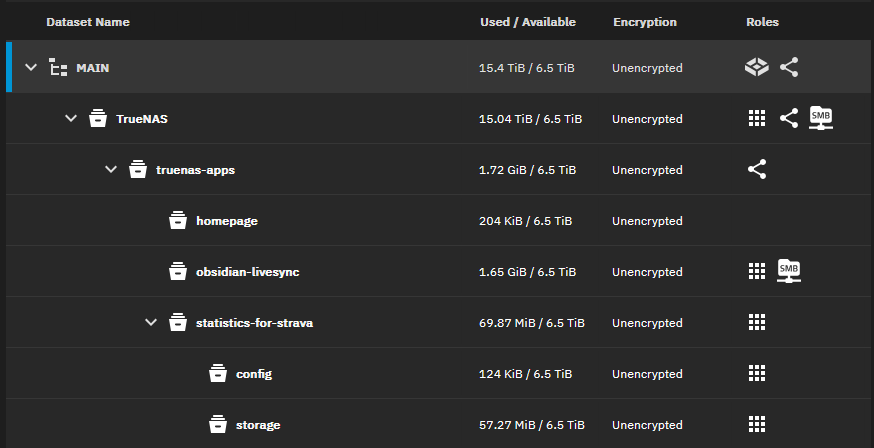 Dataset Name Used / Available Encryption Roles
MAIN 15.4 TiB / 6.5 TiB Unencrypted
TrueNAS 15.04 TiB / 6.5 TiB Unencrypted SMB
truenas-apps 1.72 GiB / 6.5 TiB Unencrypted
homepage 204 KiB / 6.5 TiB Unencrypted
obsidian-livesync 1.65 GiB / 6.5 TiB Unencrypted SMB
statistics-for-strava 69.87 MiB / 6.5 TiB Unencrypted
config 124 KiB / 6.5 TiB Unencrypted
storage 57.27 MiB / 6.5 TiB Unencrypted